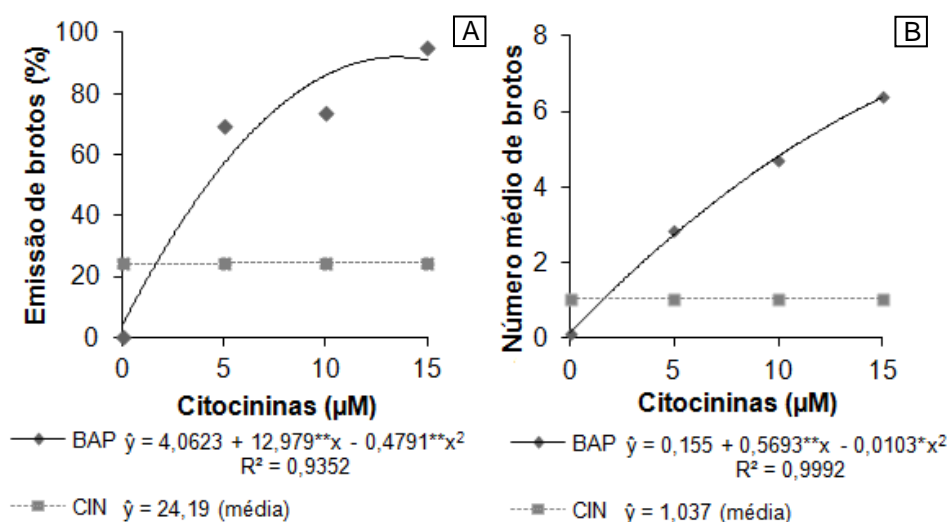 A
Emissão de brotos (%)
100
80
60
40
20
0
0 5 10 15
Citocininas (µM)
BAP ŷ = 4,0623 + 12,979**x - 0,4791**x²
R² = 0,9352
CIN ŷ = 24,19 (média)
B
Número médio de brotos
8
6
4
2
0
0 5 10 15
Citocininas (µM)
BAP ŷ = 0,155 + 0,5693**x - 0,0103*x²
R² = 0,9992
CIN ŷ = 1,037 (média)